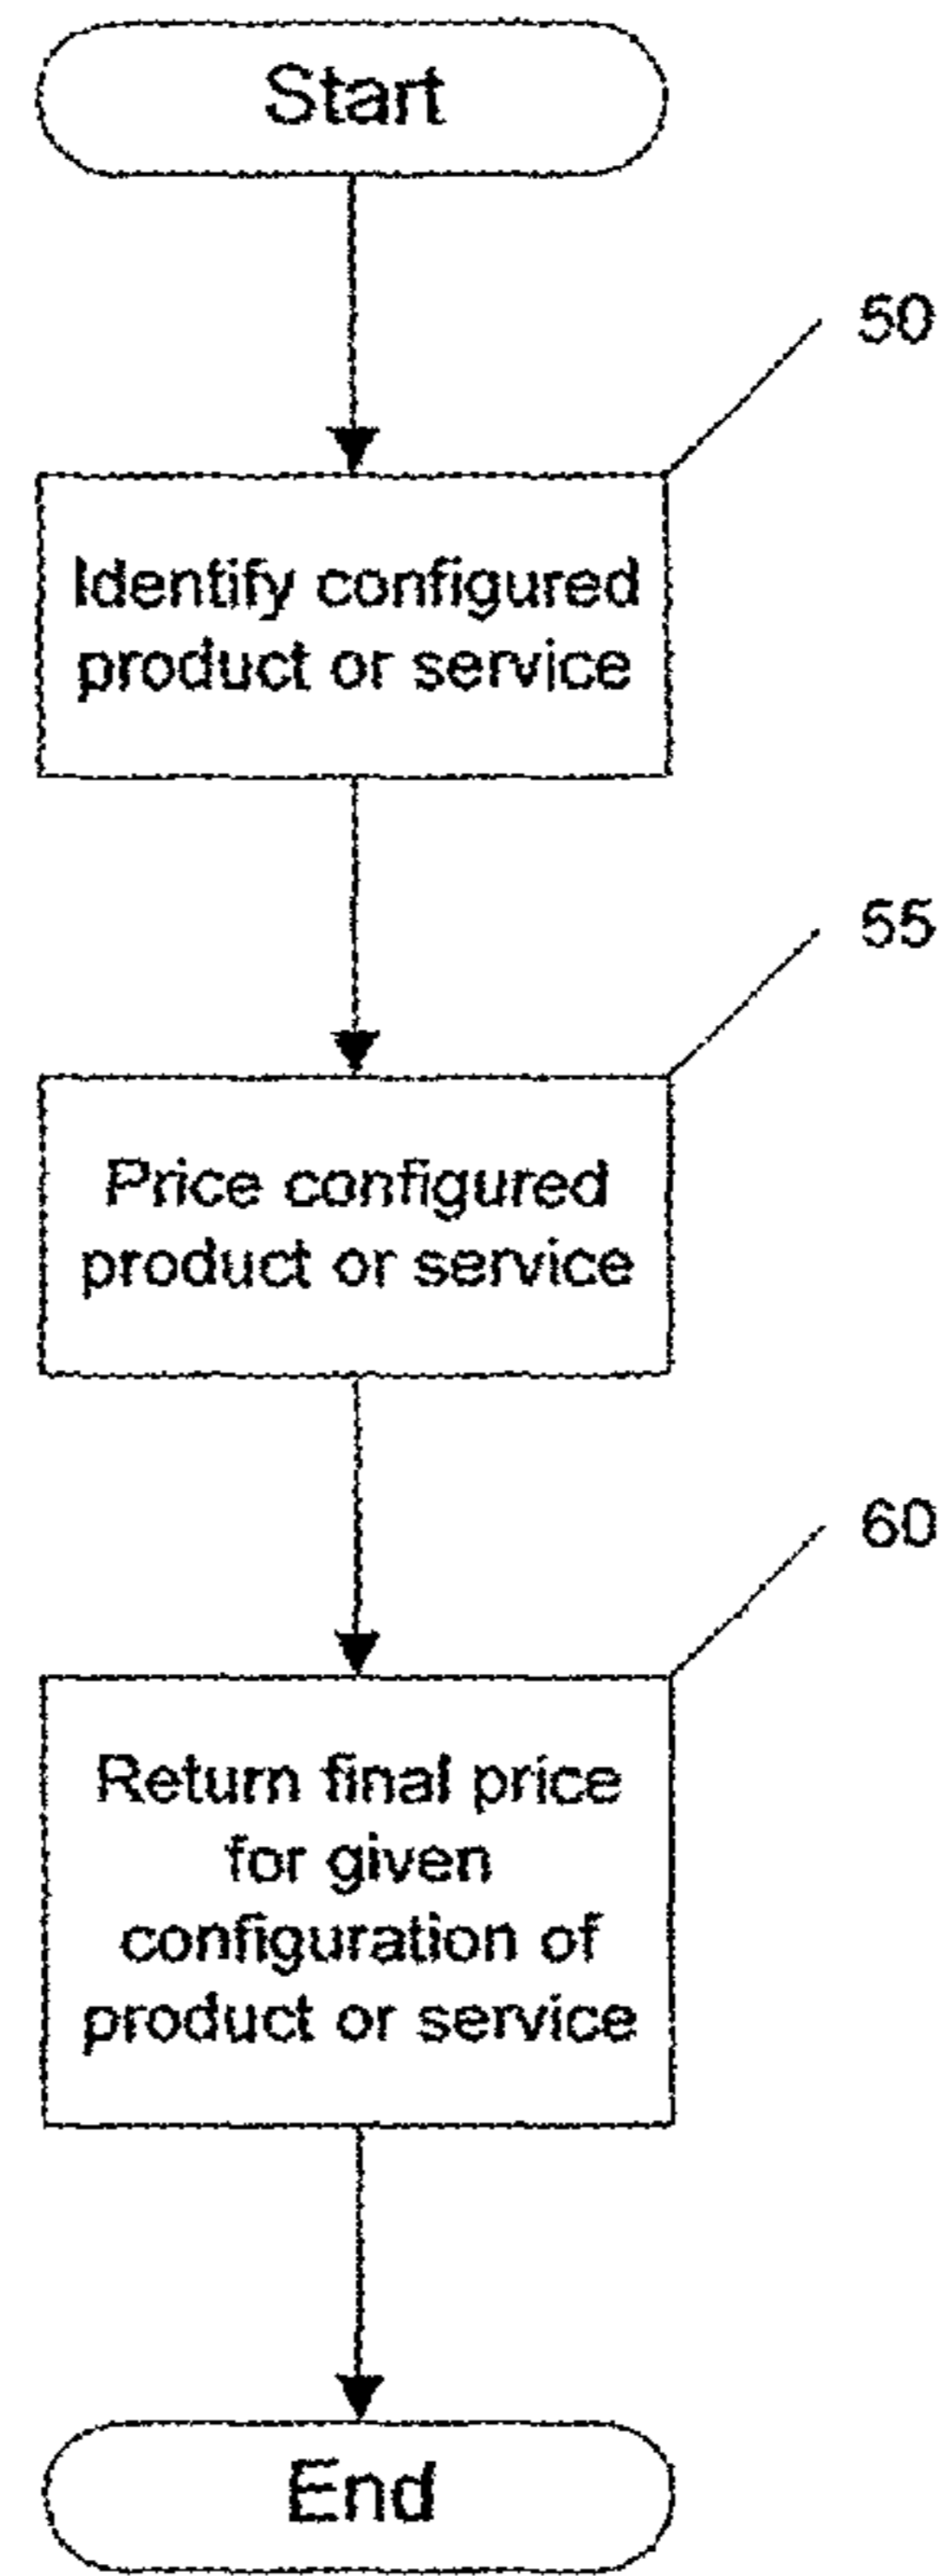 Start
50
Identify configured
product or service
55
Price configured
product or service
60
Return final price
for given
configuration of
product or service
End